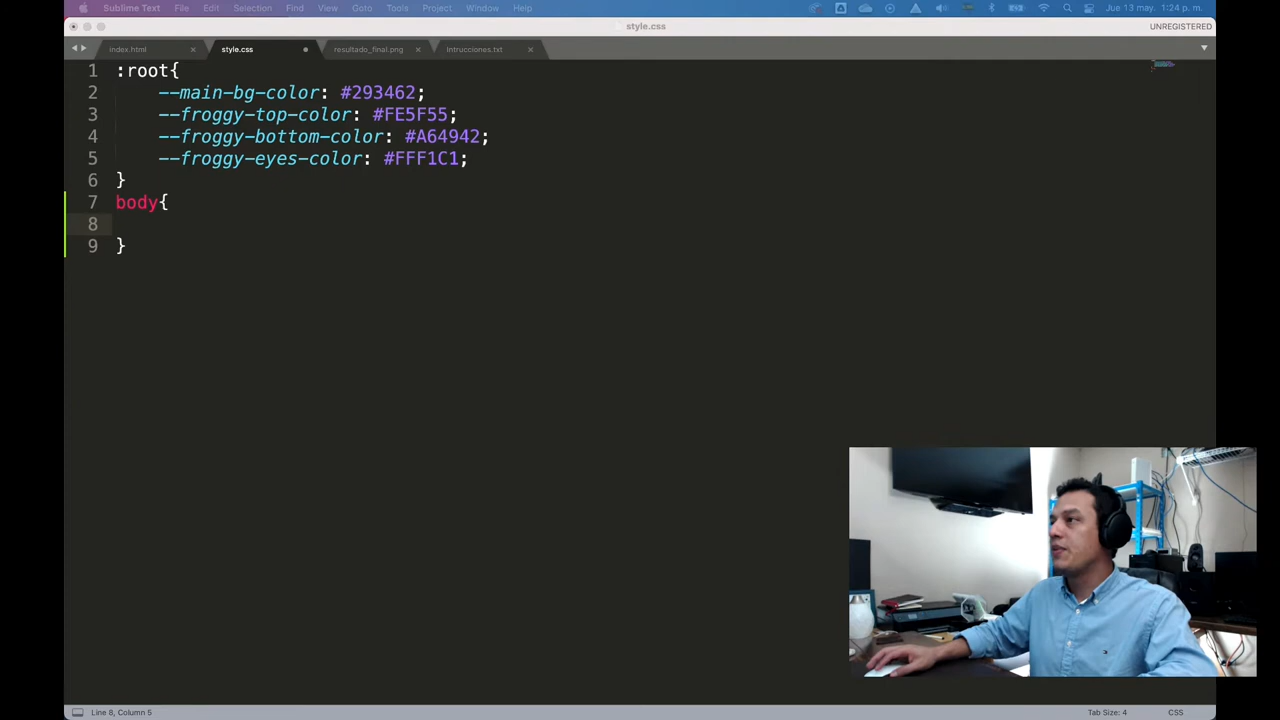 Sublime Text File Edit Selection Find View Goto Tools Project Window Help Jue 13 may. 1:24 p. m.
style.css UNREGISTERED
index.html style.css resultado_final.png Intrucciones.txt
1 :root{
2 --main-bg-color: #293462;
3 --froggy-top-color: #FE5F55;
4 --froggy-bottom-color: #A64942;
5 --froggy-eyes-color: #FFF1C1;
6 }
7 body{
8
9 }
Line 8, Column 5 Tab Size: 4 CSS